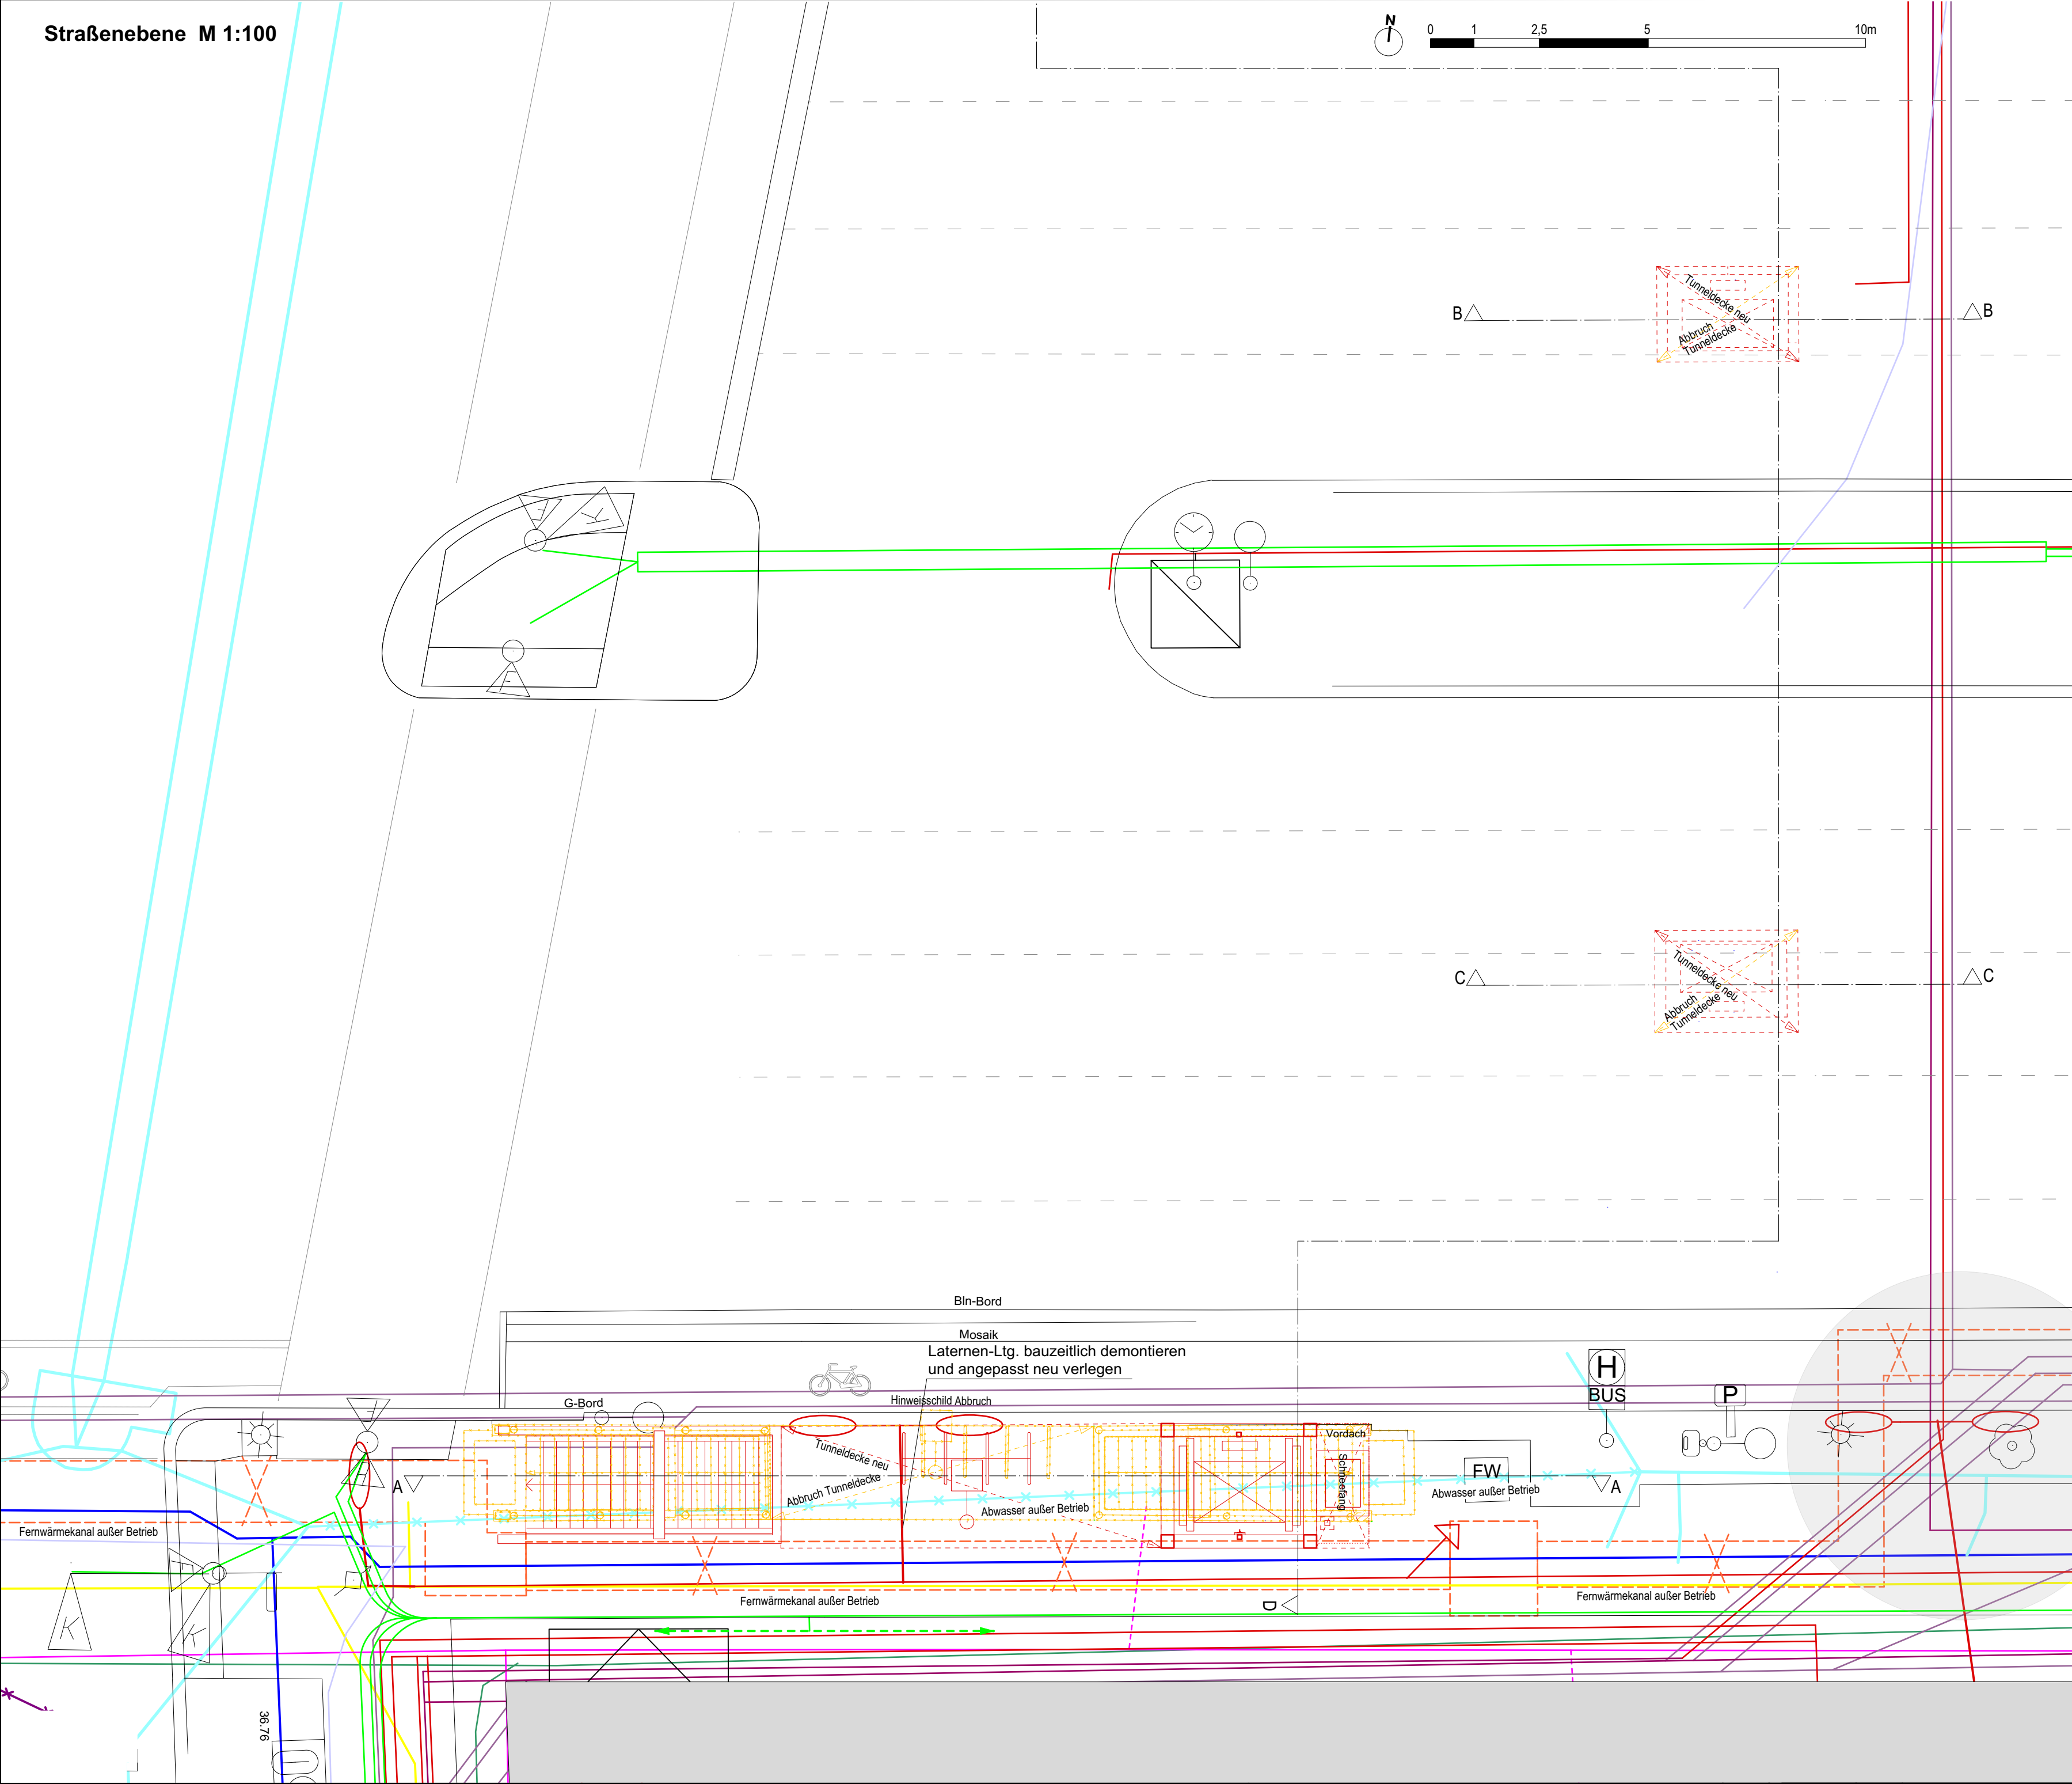 Straßenebene M 1:100
N
0 1 2,5 5 10m
Tunneldecke neu
B
B
Abbruch
Tunneldecke
F
K
F
C
C
Tunneldecke neu
Abbruch
Tunneldecke
Bln-Bord
Mosaik
Laternen-Ltg. bauzeitlich demontieren
und angepasst neu verlegen
H
BUS
P
Hinweisschild Abbruch
G-Bord
F
Vordach
Tunneldecke neu
Schneefang
F
A
FW
A
Abbruch Tunneldecke
Abwasser außer Betrieb
Abwasser außer Betrieb
Fernwärmekanal außer Betrieb
Fernwärmekanal außer Betrieb
Fernwärmekanal außer Betrieb
D
F
K
K
36.76